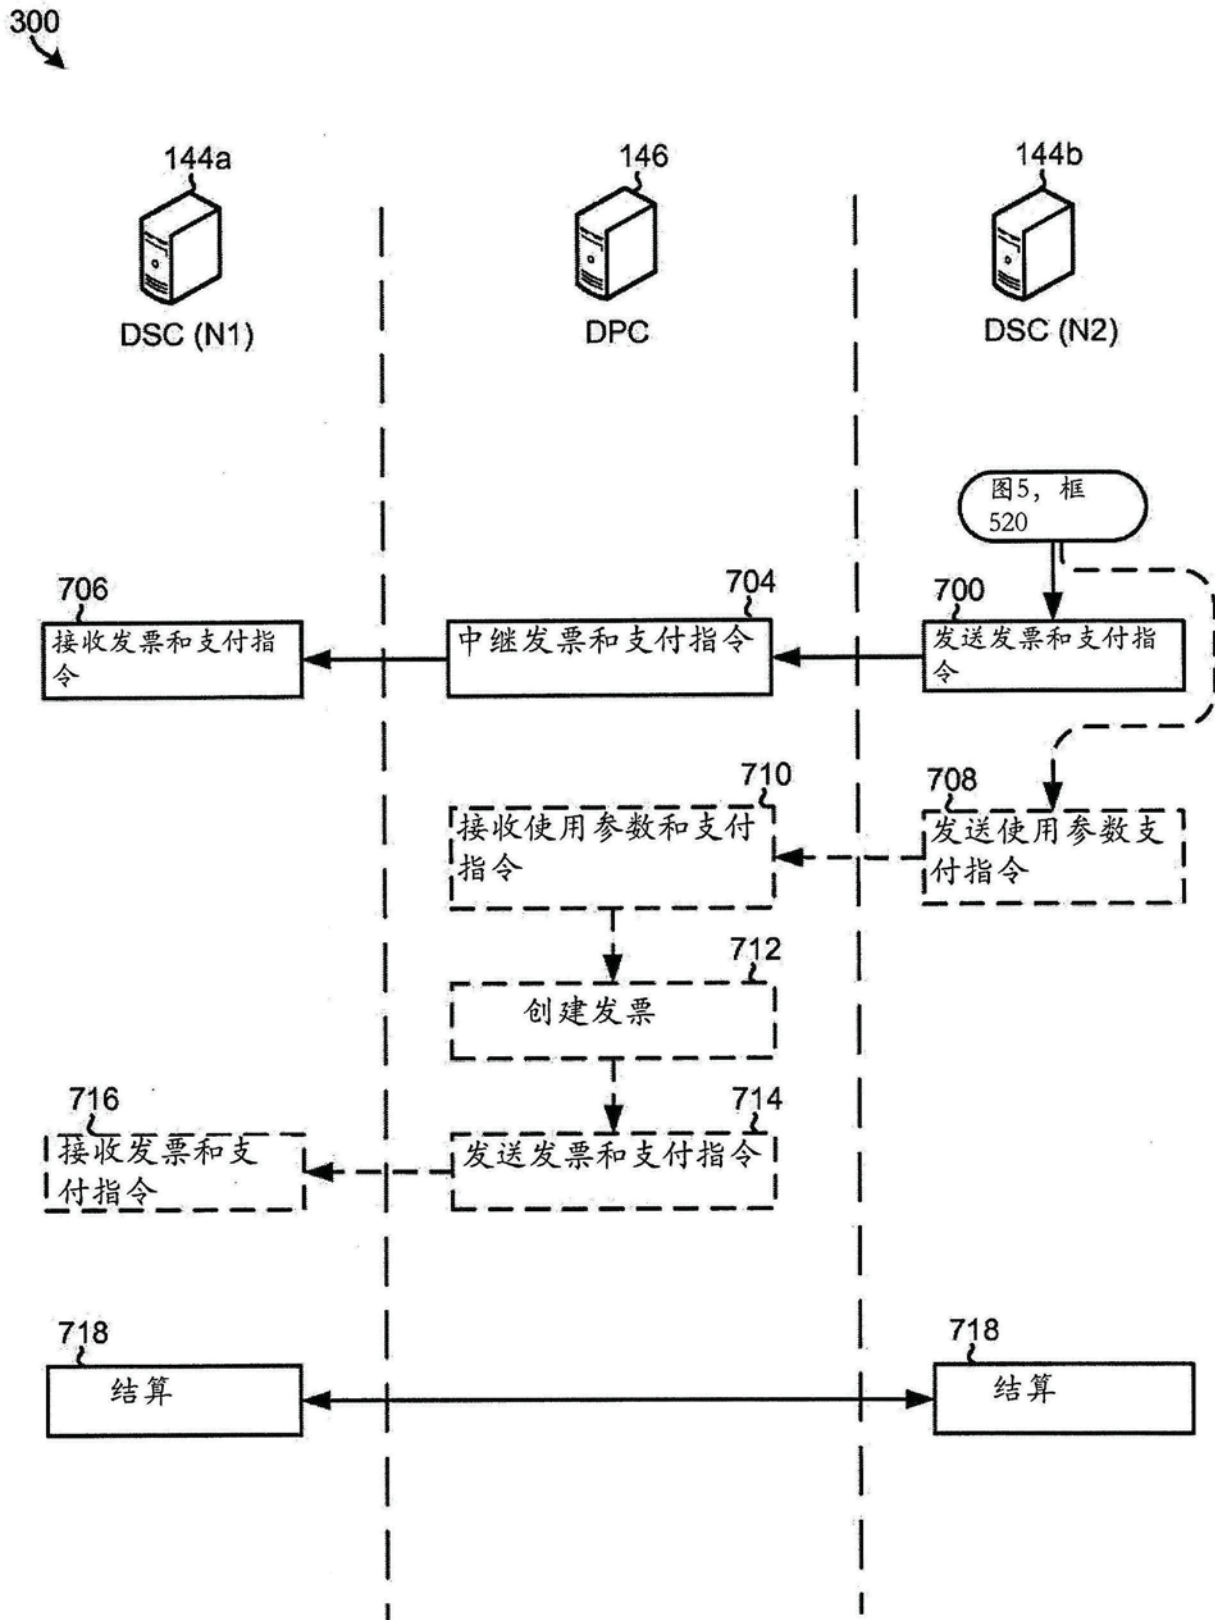 300
144a
146
144b
DSC (N1)
DPC
DSC (N2)
图5，框
520
706
704
700
接收发票和支付指
令
中继发票和支付指令
发送发票和支付指
令
710
708
接收使用参数和支付
指令
发送使用参数支
付指令
712
创建发票
716
714
接收发票和支
付指令
发送发票和支付指令
718
718
结算
结算